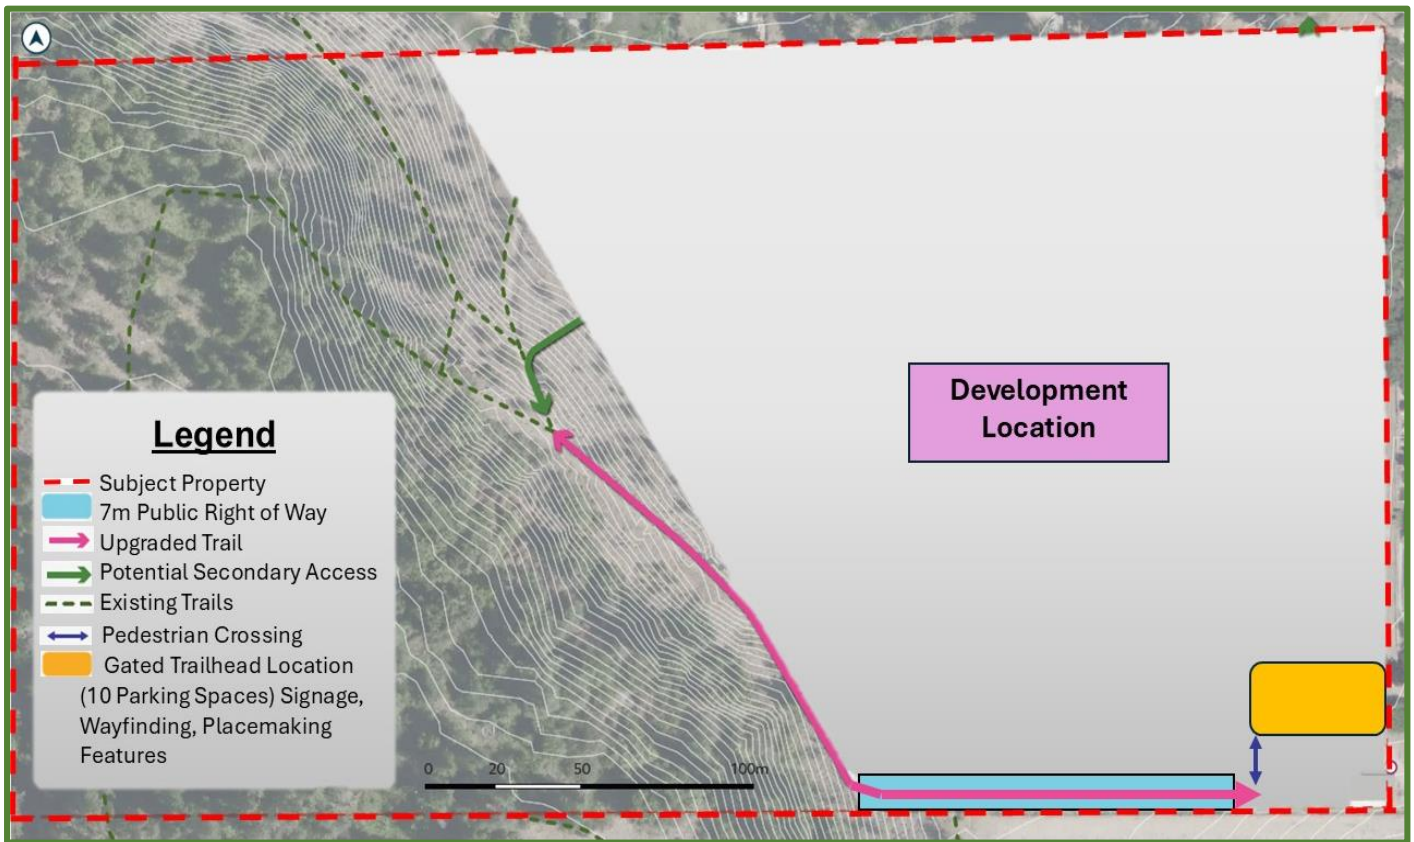 Development
Location
Legend
Subject Property
7m Public Right of Way
Upgraded Trail
Potential Secondary Access
Existing Trails
Pedestrian Crossing
Gated Trailhead Location
(10 Parking Spaces) Signage,
Wayfinding, Placemaking
Features
0 20 50 100m